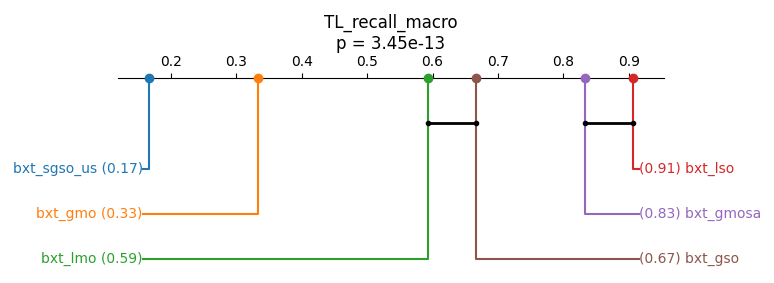 TL_recall_macro
p = 3.45e-13
0.2 0.3 0.4 0.5 0.6 0.7 0.8 0.9
bxt_sgso_us (0.17) (0.91) bxt_lso
bxt_gmo (0.33) (0.83) bxt_gmosa
bxt_lmo (0.59) (0.67) bxt_gso